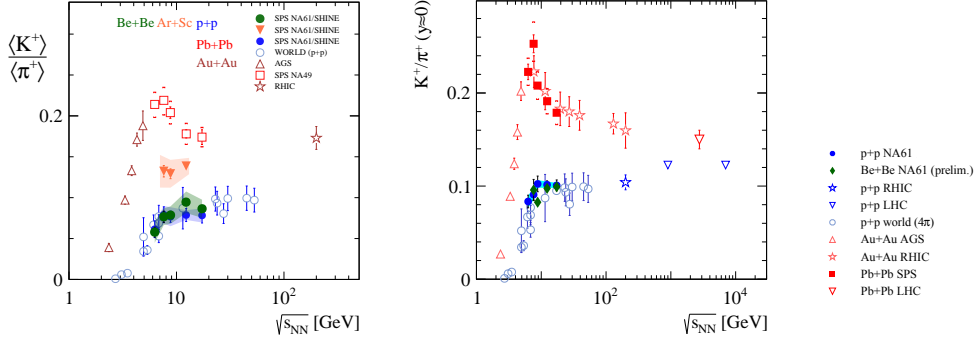 Be+Be Ar+Sc p+p
Pb+Pb
Au+Au
SPS NA61/SHINE
SPS NA61/SHINE
SPS NA61/SHINE
WORLD (p+p)
AGS
SPS NA49
RHIC
⟨K⁺⟩
⟨π⁺⟩
0.2
0
1
10
10²
√sNN [GeV]
K⁺/π⁺ (y≈0)
0.2
0.1
0
1
10
10²
10³
10⁴
√sNN [GeV]
p+p NA61
Be+Be NA61 (prelim.)
p+p RHIC
p+p LHC
p+p world (4π)
Au+Au AGS
Au+Au RHIC
Pb+Pb SPS
Pb+Pb LHC